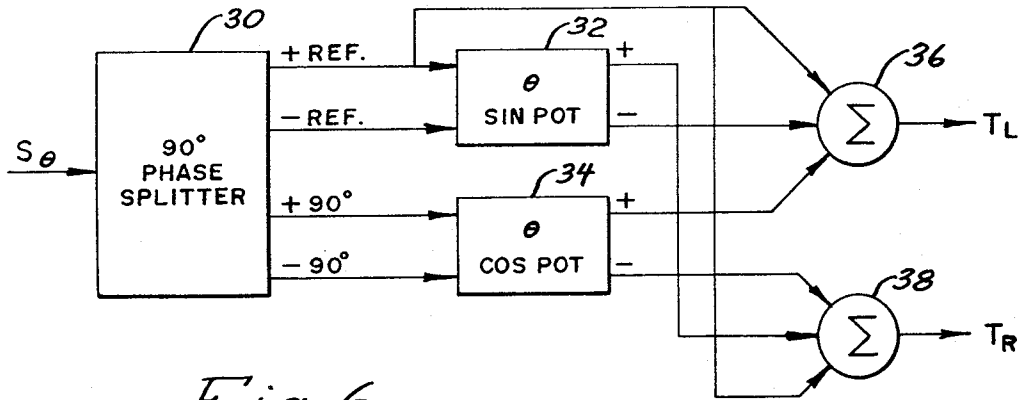 30
+ REF.
32
+
36
θ
SIN POT
- REF.
-
Σ
TL
Sθ
90°
PHASE
SPLITTER
34
+ 90°
θ
COS POT
+
- 90°
-
38
Σ
TR
Fig 6